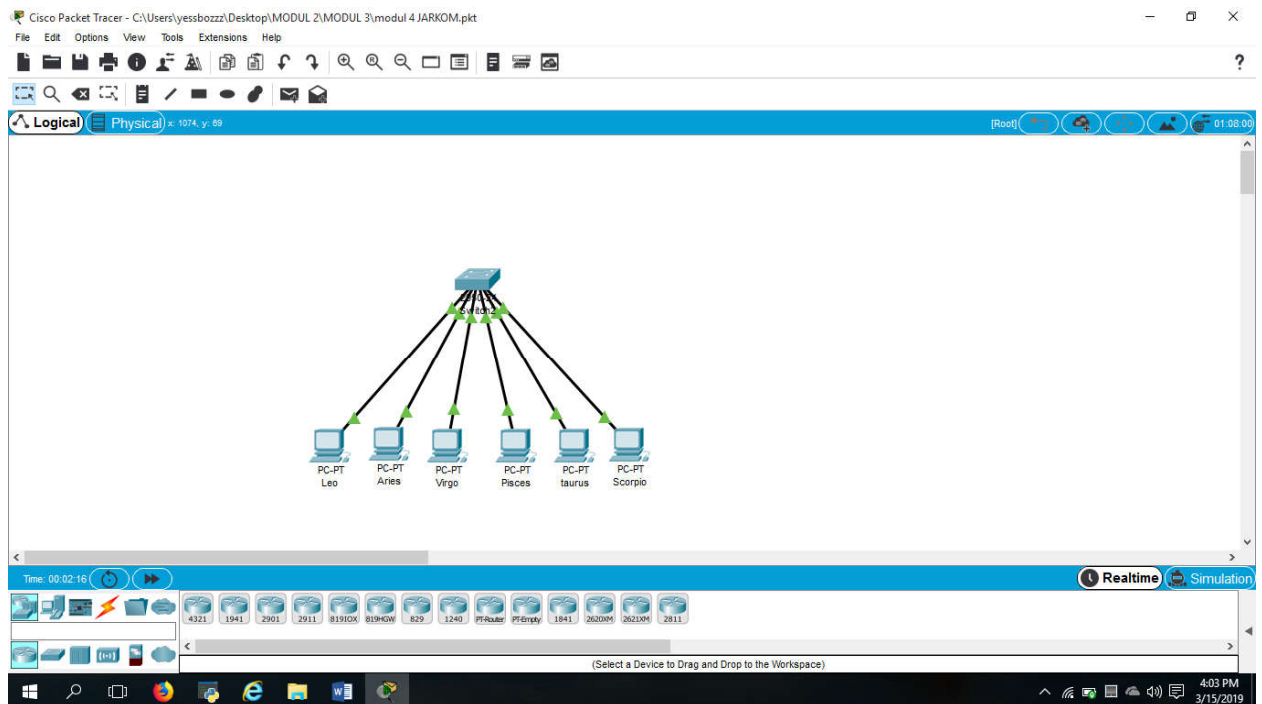 Cisco Packet Tracer - C:\Users\yessbozzz\Desktop\MODUL 2\MODUL 3\modul 4 JARKOM.pkt
File Edit Options View Tools Extensions Help
?
Logical Physical x: 1074, y: 69 [Root] 01:08:00
Switch2
PC-PT PC-PT PC-PT PC-PT PC-PT PC-PT
Leo Aries Virgo Pisces taurus Scorpio
Time: 00:02:16 Realtime Simulation
4321 1941 2901 2911 819IOX 819HGW 829 1240 PT-Router PT-Empty 1841 2620XM 2621XM 2811
(Select a Device to Drag and Drop to the Workspace)
4:03 PM
3/15/2019